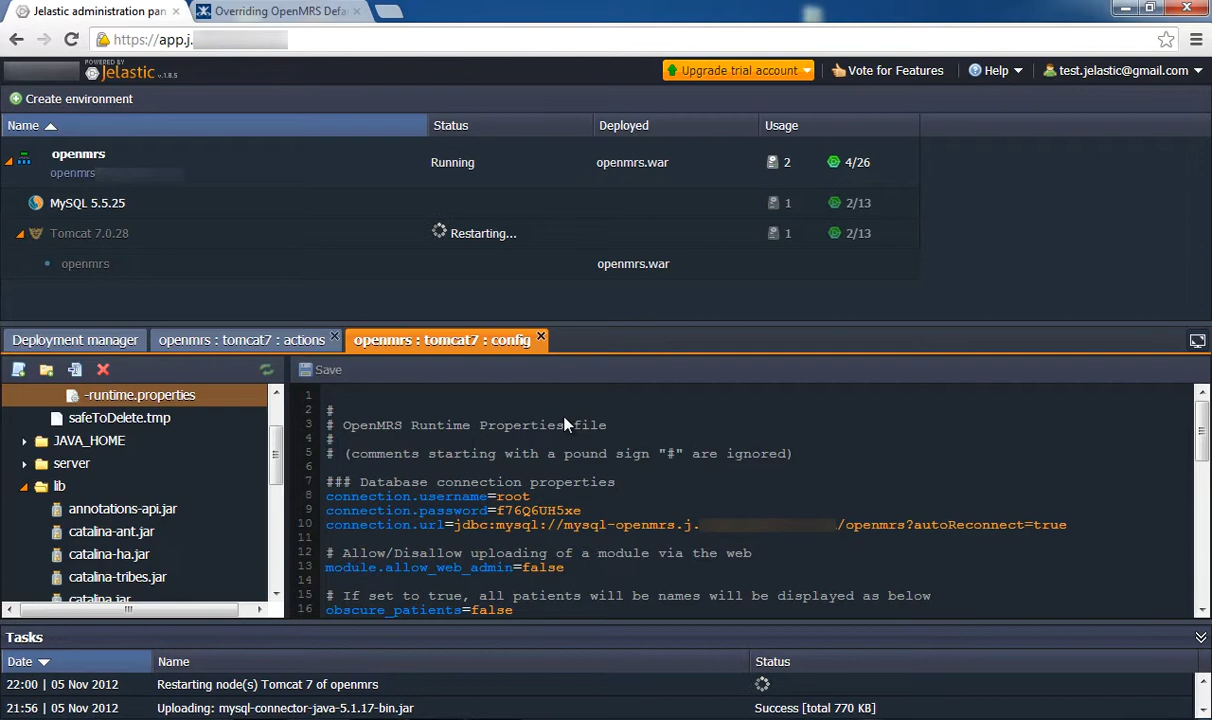 Jelastic administration pan
Overriding OpenMRS Defa
https://app.j.
POWERED BY
Jelastic v.1.8.5
Upgrade trial account
Vote for Features
Help
test.jelastic@gmail.com
Create environment
Name Status Deployed Usage
openmrs
openmrs
Running openmrs.war 2 4/26
MySQL 5.5.25 1 2/13
Tomcat 7.0.28 Restarting... 1 2/13
openmrs openmrs.war
Deployment manager openmrs : tomcat7 : actions openmrs : tomcat7 : config
Save
-runtime.properties
safeToDelete.tmp
JAVA_HOME
server
lib
annotations-api.jar
catalina-ant.jar
catalina-ha.jar
catalina-tribes.jar
catalina.jar
1
2 #
3 # OpenMRS Runtime Properties file
4 #
5 # (comments starting with a pound sign "#" are ignored)
6
7 ### Database connection properties
8 connection.username=root
9 connection.password=f76Q6UH5xe
10 connection.url=jdbc:mysql://mysql-openmrs.j. /openmrs?autoReconnect=true
11
12 # Allow/Disallow uploading of a module via the web
13 module.allow_web_admin=false
14
15 # If set to true, all patients will be names will be displayed as below
16 obscure_patients=false
Tasks
Date Name Status
22:00 | 05 Nov 2012 Restarting node(s) Tomcat 7 of openmrs
21:56 | 05 Nov 2012 Uploading: mysql-connector-java-5.1.17-bin.jar Success [total 770 KB]